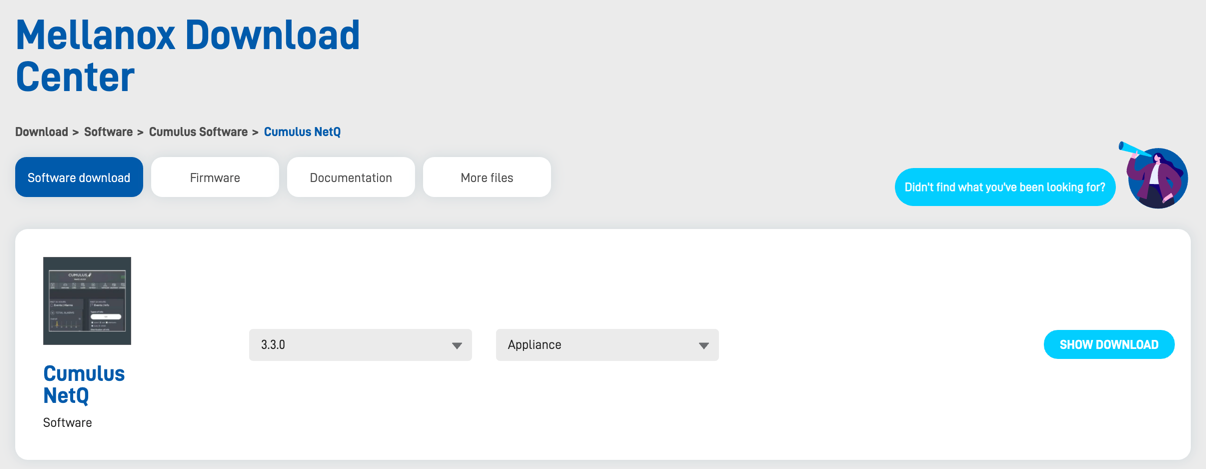 Mellanox Download
Center
Download > Software > Cumulus Software > Cumulus NetQ
Software download
Firmware
Documentation
More files
Didn't find what you've been looking for?
CUMULUS
3.3.0
Appliance
SHOW DOWNLOAD
Cumulus
NetQ
Software